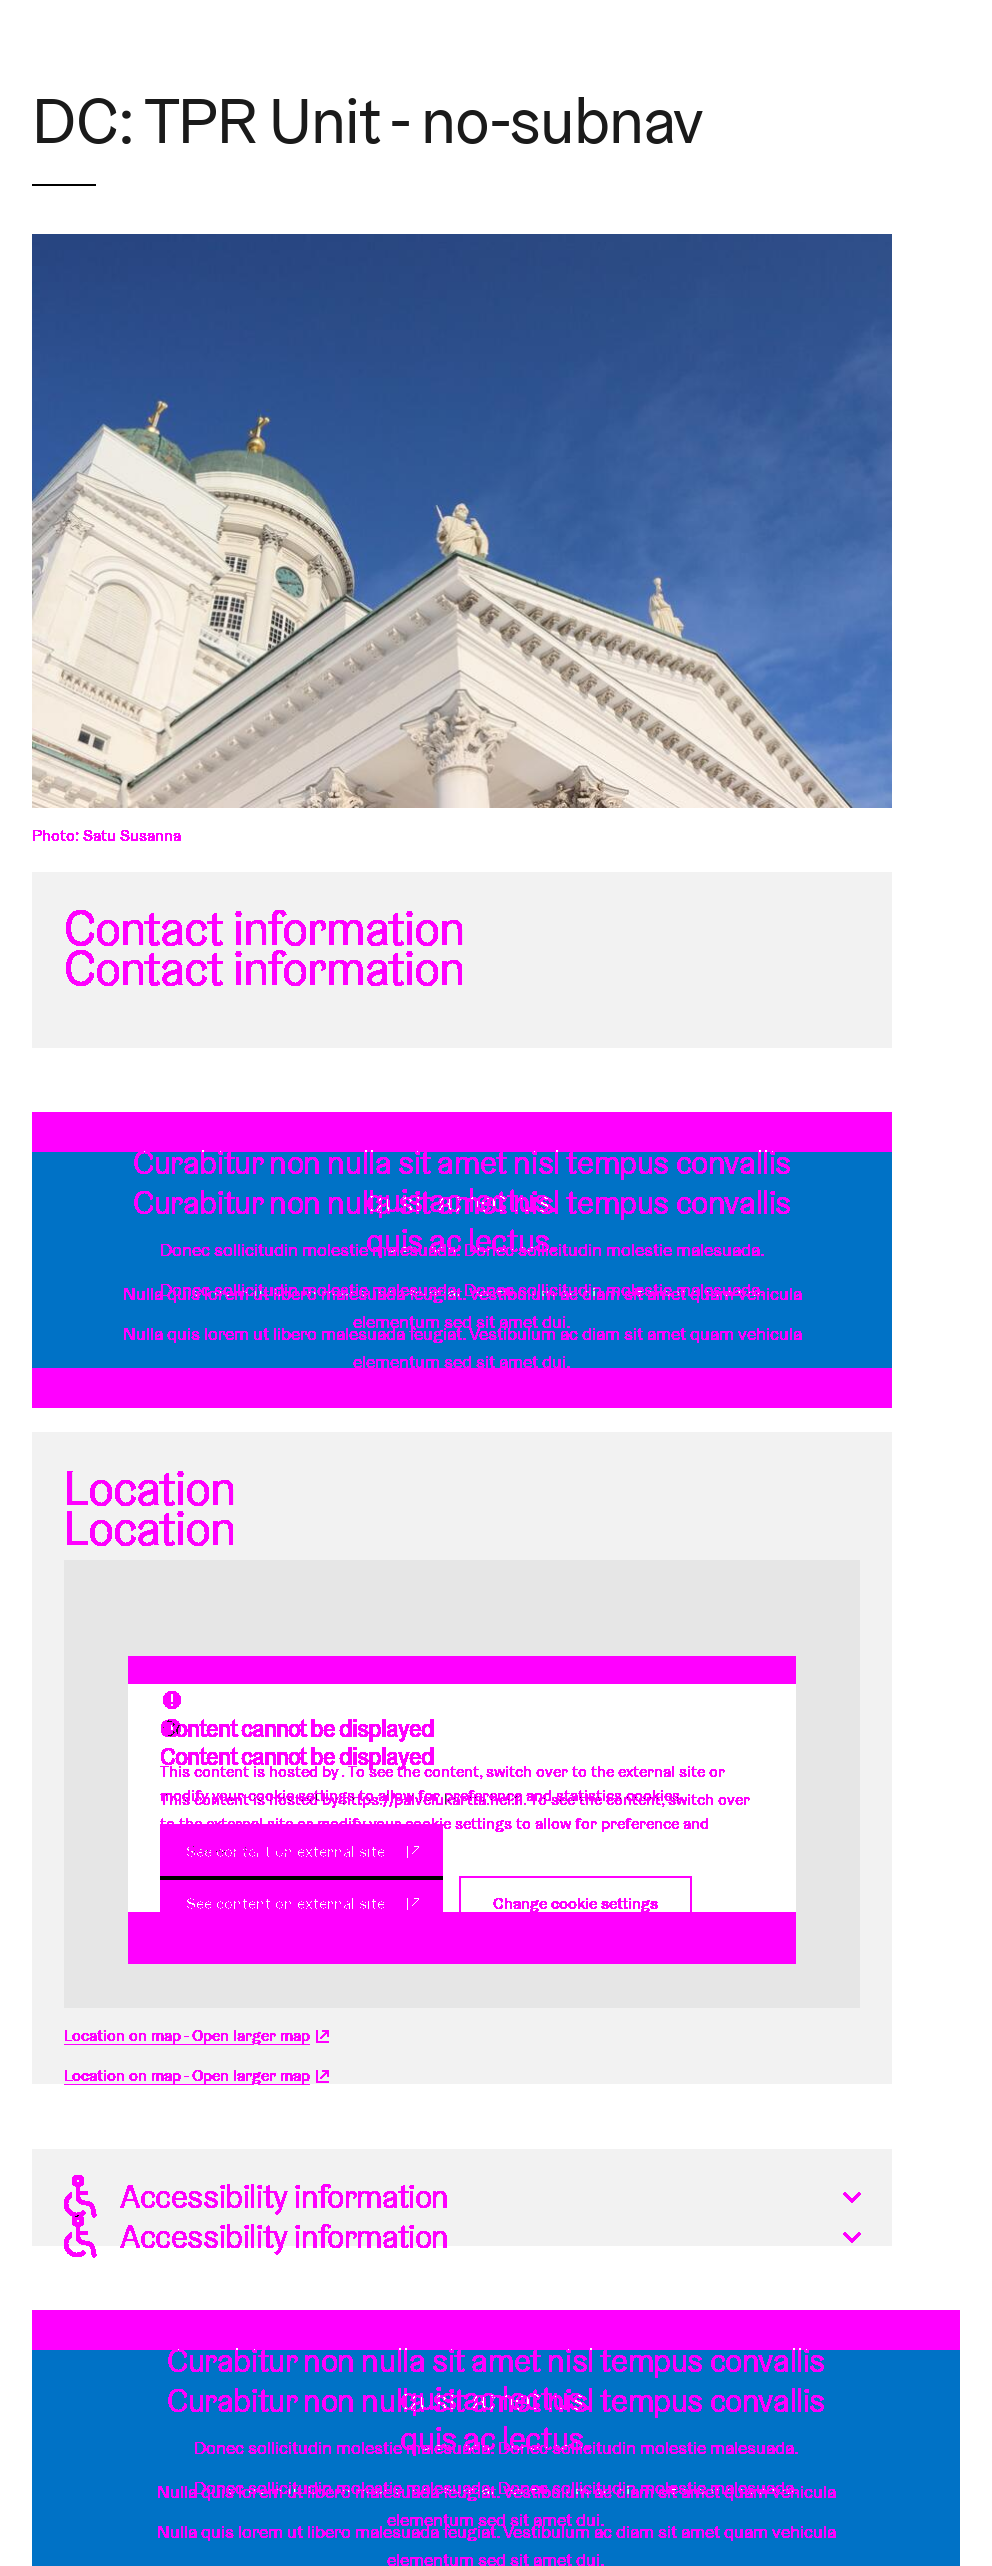 DC: TPR Unit - no-subnav
Photo: Satu Susanna
Contact information
Contact information
Curabitur non nulla sit amet nisl tempus convallis
quis ac lectus
Curabitur non nulla sit amet nisl tempus convallis
quis ac lectus.
Donec sollicitudin molestie malesuada. Donec sollicitudin molestie malesuada.
Donec sollicitudin molestie malesuada. Donec sollicitudin molestie malesuada.
Nulla quis lorem ut libero malesuada feugiat. Vestibulum ac diam sit amet quam vehicula
elementum sed sit amet dui.
Nulla quis lorem ut libero malesuada feugiat. Vestibulum ac diam sit amet quam vehicula
elementum sed sit amet dui.
Location
Location
Content cannot be displayed
Content cannot be displayed
This content is hosted by . To see the content, switch over to the external site or
modify your cookie settings to allow for preference and statistics cookies.
This content is hosted by https://palvelukartta.hel.fi. To see the content, switch over
to the external site or modify your cookie settings to allow for preference and
See content on external site
See content on external site
Change cookie settings
Location on map - Open larger map
Location on map - Open larger map
Accessibility information
Accessibility information
Curabitur non nulla sit amet nisl tempus convallis
quis ac lectus.
Curabitur non nulla sit amet nisl tempus convallis
quis ac lectus.
Donec sollicitudin molestie malesuada. Donec sollicitudin molestie malesuada.
Donec sollicitudin molestie malesuada. Donec sollicitudin molestie malesuada.
Nulla quis lorem ut libero malesuada feugiat. Vestibulum ac diam sit amet quam vehicula
elementum sed sit amet dui.
Nulla quis lorem ut libero malesuada feugiat. Vestibulum ac diam sit amet quam vehicula
elementum sed sit amet dui.